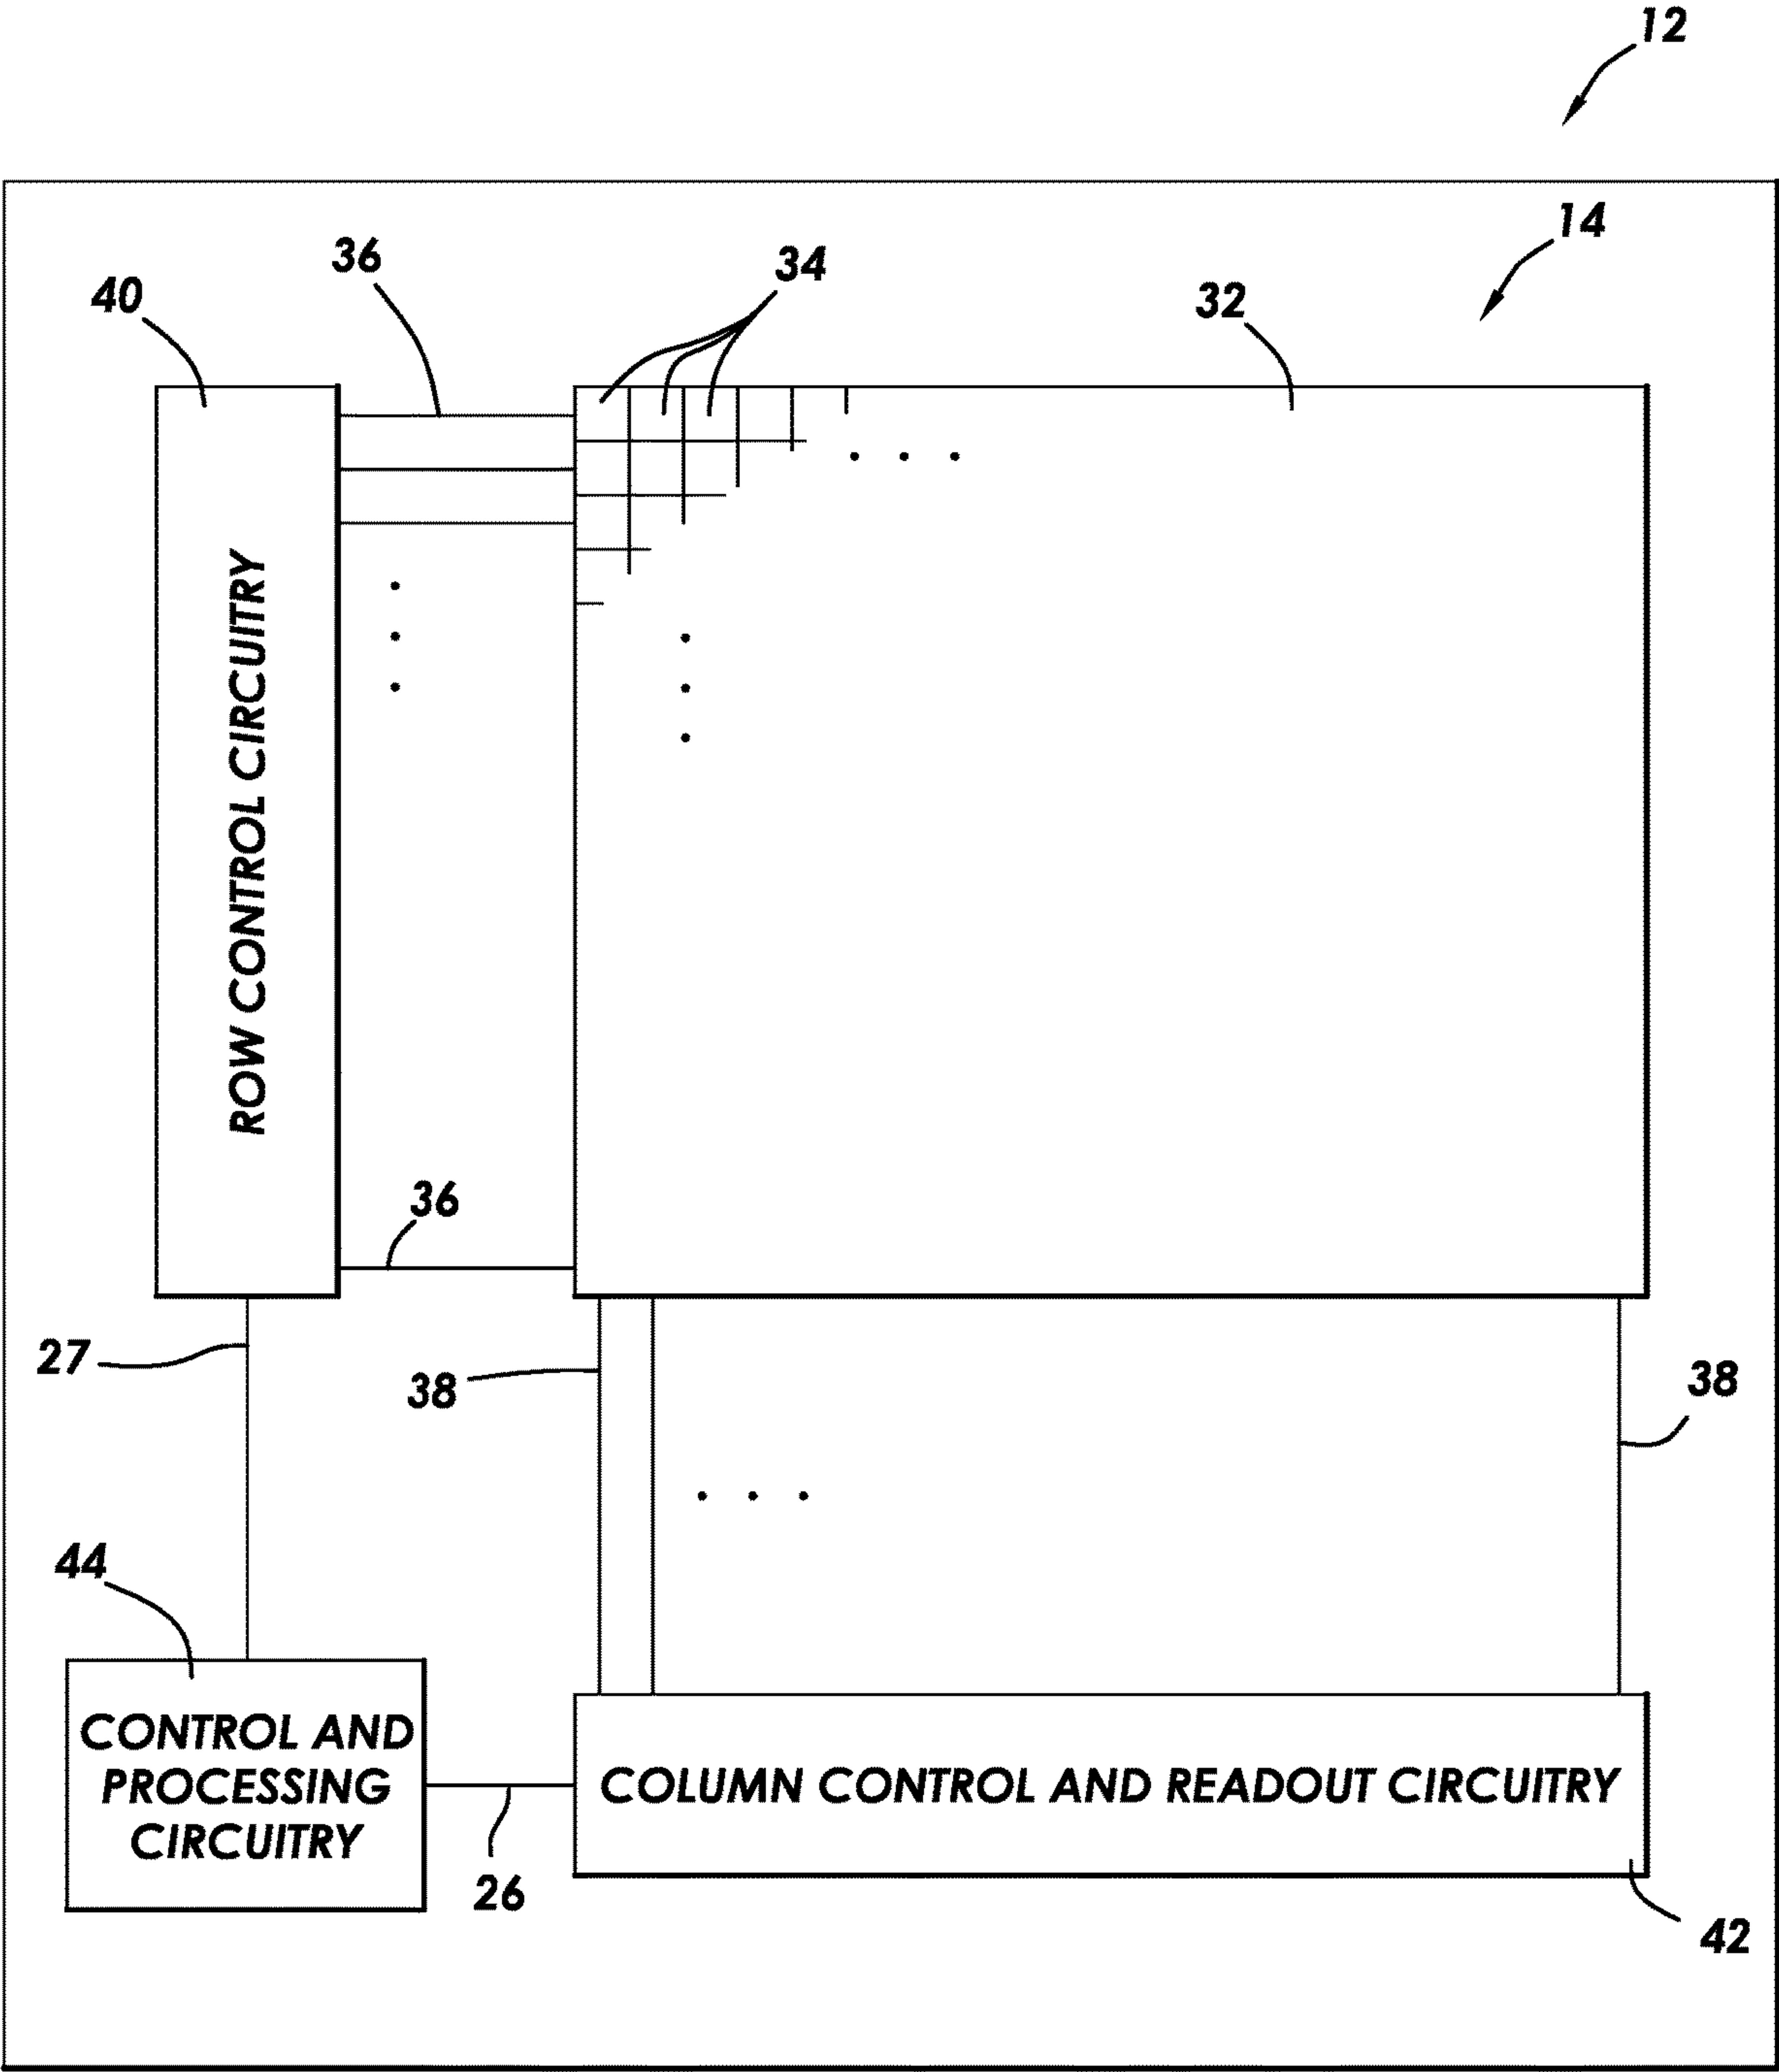 12
14
36
34
40
32
ROW CONTROL CIRCUITRY
36
27
38
38
44
CONTROL AND
PROCESSING
CIRCUITRY
COLUMN CONTROL AND READOUT CIRCUITRY
26
42